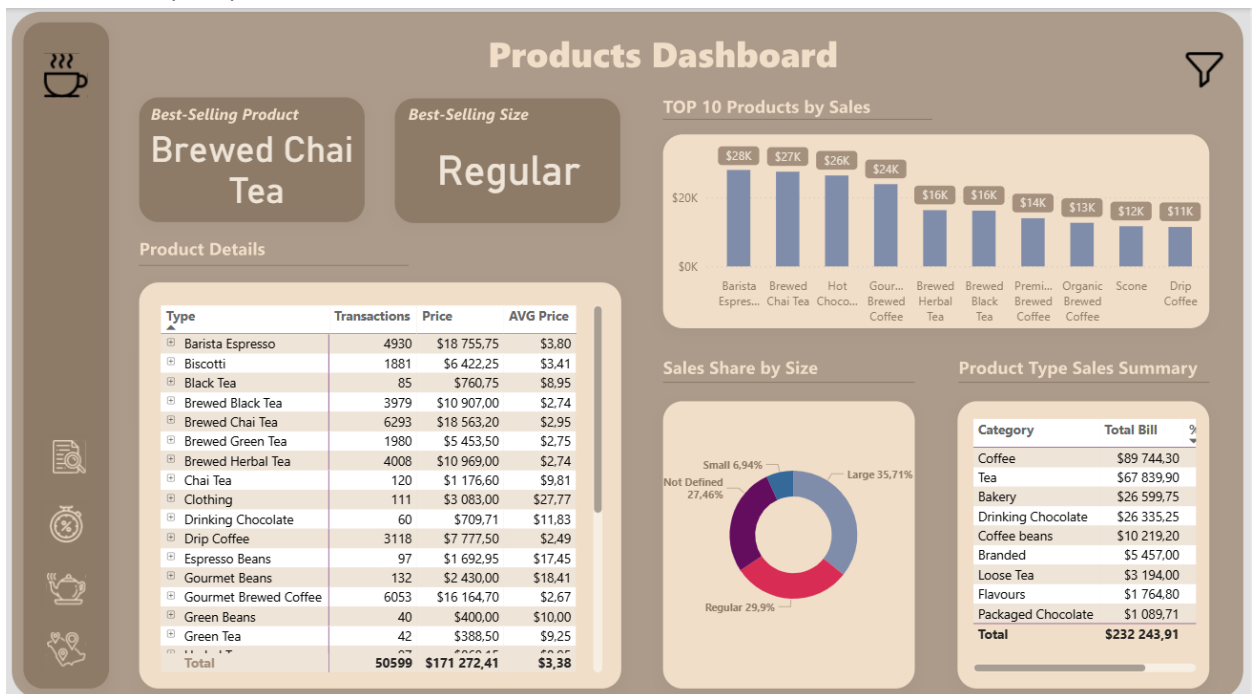 Products Dashboard
Best-Selling Product
Brewed Chai
Tea
Best-Selling Size
Regular
Product Details
Type Transactions Price AVG Price
Barista Espresso 4930 $18 755,75 $3,80
Biscotti 1881 $6 422,25 $3,41
Black Tea 85 $760,75 $8,95
Brewed Black Tea 3979 $10 907,00 $2,74
Brewed Chai Tea 6293 $18 563,20 $2,95
Brewed Green Tea 1980 $5 453,50 $2,75
Brewed Herbal Tea 4008 $10 969,00 $2,74
Chai Tea 120 $1 176,60 $9,81
Clothing 111 $3 083,00 $27,77
Drinking Chocolate 60 $709,71 $11,83
Drip Coffee 3118 $7 777,50 $2,49
Espresso Beans 97 $1 692,95 $17,45
Gourmet Beans 132 $2 430,00 $18,41
Gourmet Brewed Coffee 6053 $16 164,70 $2,67
Green Beans 40 $400,00 $10,00
Green Tea 42 $388,50 $9,25
Total 50599 $171 272,41 $3,38
TOP 10 Products by Sales
$28K $27K $26K $24K $16K $16K $14K $13K $12K $11K
$20K
$0K
Barista Brewed Hot Gour... Brewed Brewed Premi... Organic Scone Drip
Espres... Chai Tea Choco... Brewed Herbal Black Brewed Brewed Coffee
Coffee Tea Tea Coffee Coffee
Sales Share by Size
Small 6,94%
Large 35,71%
Not Defined
27,46%
Regular 29,9%
Product Type Sales Summary
Category Total Bill %
Coffee $89 744,30
Tea $67 839,90
Bakery $26 599,75
Drinking Chocolate $26 335,25
Coffee beans $10 219,20
Branded $5 457,00
Loose Tea $3 194,00
Flavours $1 764,80
Packaged Chocolate $1 089,71
Total $232 243,91